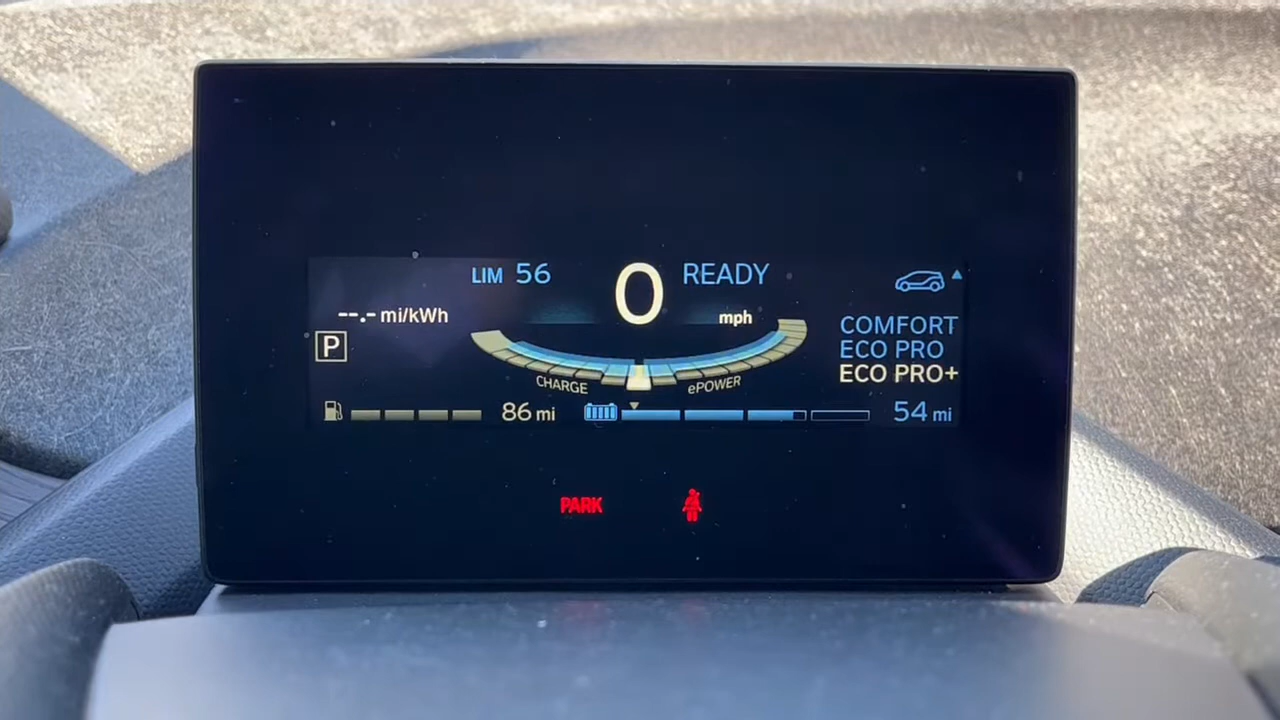 LIM 56
0
READY
--.- mi/kWh
mph
P
COMFORT
ECO PRO
ECO PRO+
CHARGE
ePOWER
86 mi
54 mi
PARK